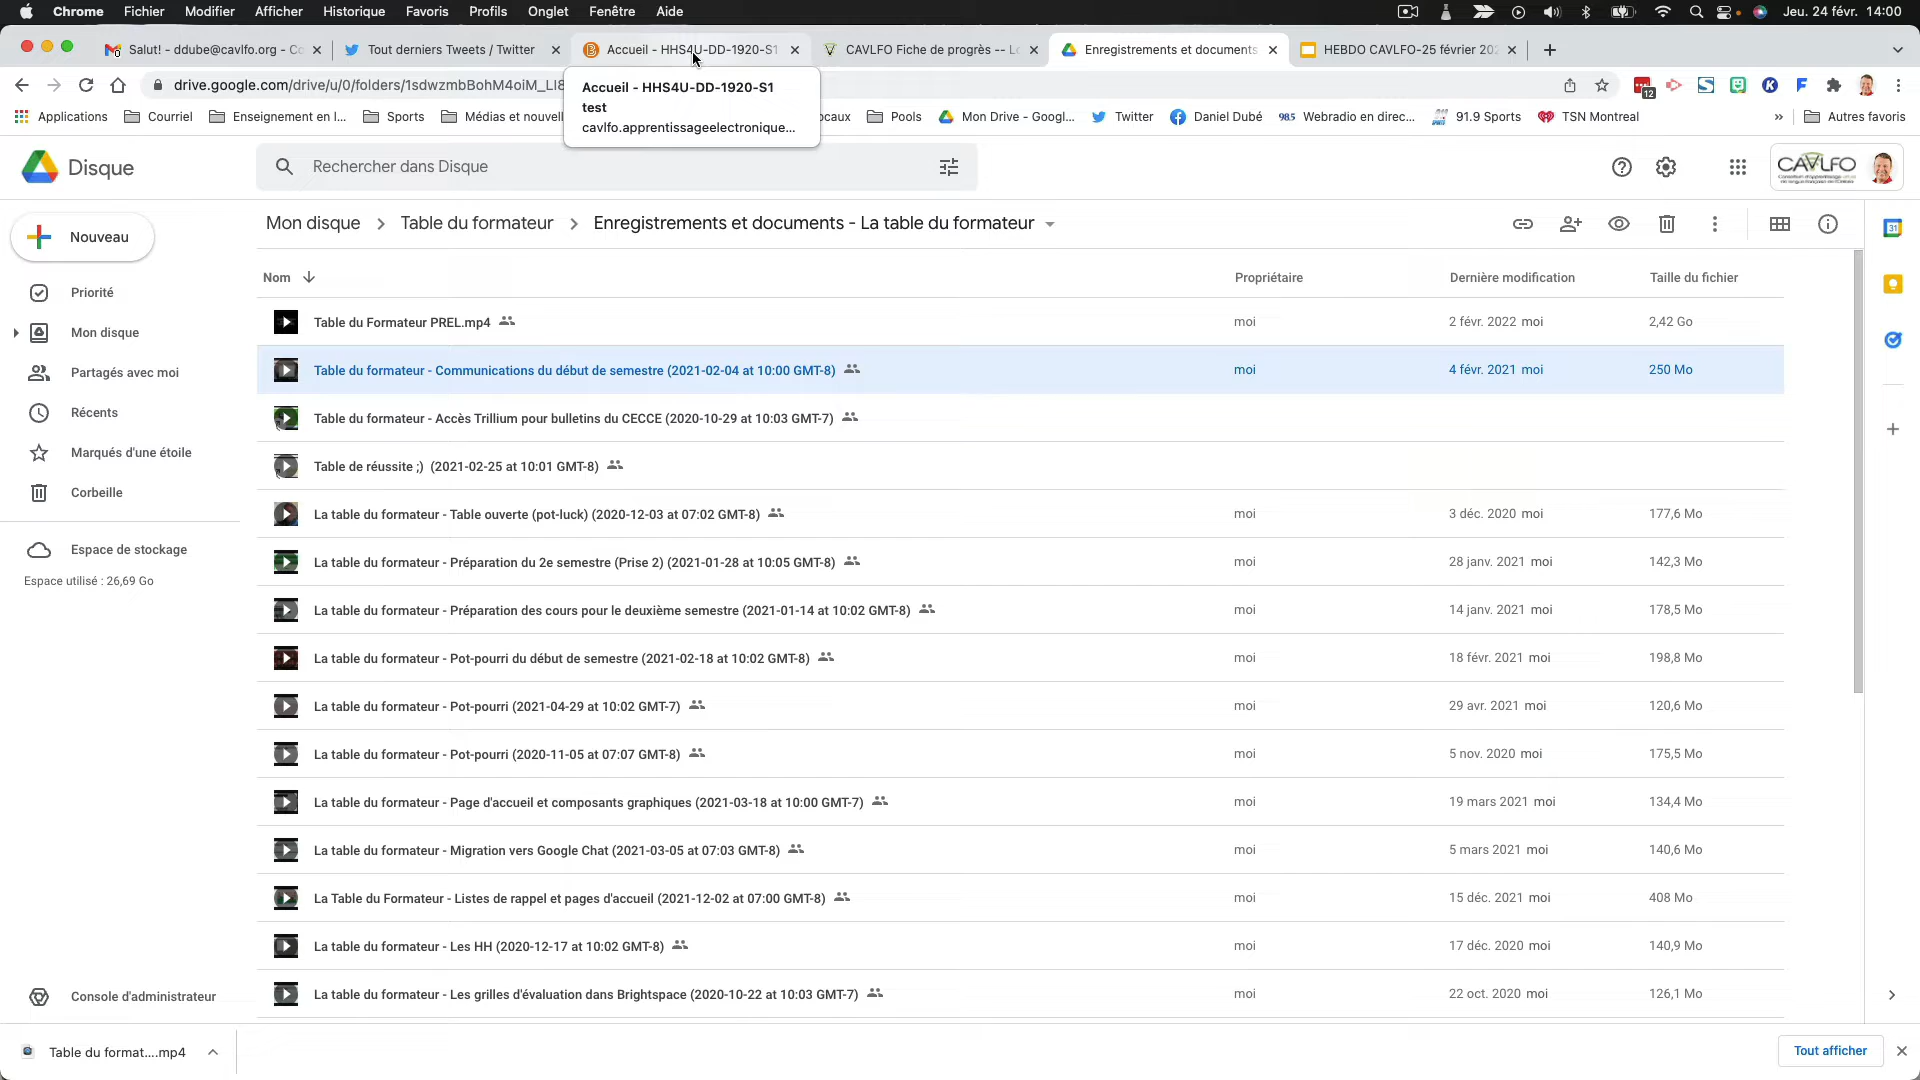 Chrome Fichier Modifier Afficher Historique Favoris Profils Onglet Fenêtre Aide Jeu. 24 févr. 14:00
Salut! - ddube@cavlfo.org - Co Tout derniers Tweets / Twitter Accueil - HHS4U-DD-1920-S1 CAVLFO Fiche de progrès -- Lo Enregistrements et documents HEBDO CAVLFO-25 février 202
drive.google.com/drive/u/0/folders/1sdwzmbBohM4oiM_LI8 12
Accueil - HHS4U-DD-1920-S1
test
cavlfo.apprentissageelectronique...
Applications Courriel Enseignement en l... Sports Médias et nouvell ocaux Pools Mon Drive - Googl... Twitter Daniel Dubé 98.5 Webradio en direc... 91.9 Sports TSN Montreal » Autres favoris
Disque Rechercher dans Disque CAVLFO
Nouveau
Mon disque Table du formateur Enregistrements et documents - La table du formateur
31
Nom Propriétaire Dernière modification Taille du fichier
Priorité
Mon disque
Partagés avec moi
Récents
Marqués d'une étoile
Corbeille
Espace de stockage
Espace utilisé : 26,69 Go
Console d'administrateur
Table du Formateur PREL.mp4 moi 2 févr. 2022 moi 2,42 Go
Table du formateur - Communications du début de semestre (2021-02-04 at 10:00 GMT-8) moi 4 févr. 2021 moi 250 Mo
Table du formateur - Accès Trillium pour bulletins du CECCE (2020-10-29 at 10:03 GMT-7)
Table de réussite ;) (2021-02-25 at 10:01 GMT-8)
La table du formateur - Table ouverte (pot-luck) (2020-12-03 at 07:02 GMT-8) moi 3 déc. 2020 moi 177,6 Mo
La table du formateur - Préparation du 2e semestre (Prise 2) (2021-01-28 at 10:05 GMT-8) moi 28 janv. 2021 moi 142,3 Mo
La table du formateur - Préparation des cours pour le deuxième semestre (2021-01-14 at 10:02 GMT-8) moi 14 janv. 2021 moi 178,5 Mo
La table du formateur - Pot-pourri du début de semestre (2021-02-18 at 10:02 GMT-8) moi 18 févr. 2021 moi 198,8 Mo
La table du formateur - Pot-pourri (2021-04-29 at 10:02 GMT-7) moi 29 avr. 2021 moi 120,6 Mo
La table du formateur - Pot-pourri (2020-11-05 at 07:07 GMT-8) moi 5 nov. 2020 moi 175,5 Mo
La table du formateur - Page d'accueil et composants graphiques (2021-03-18 at 10:00 GMT-7) moi 19 mars 2021 moi 134,4 Mo
La table du formateur - Migration vers Google Chat (2021-03-05 at 07:03 GMT-8) moi 5 mars 2021 moi 140,6 Mo
La Table du Formateur - Listes de rappel et pages d'accueil (2021-12-02 at 07:00 GMT-8) moi 15 déc. 2021 moi 408 Mo
La table du formateur - Les HH (2020-12-17 at 10:02 GMT-8) moi 17 déc. 2020 moi 140,9 Mo
La table du formateur - Les grilles d'évaluation dans Brightspace (2020-10-22 at 10:03 GMT-7) moi 22 oct. 2020 moi 126,1 Mo
Table du format....mp4 Tout afficher